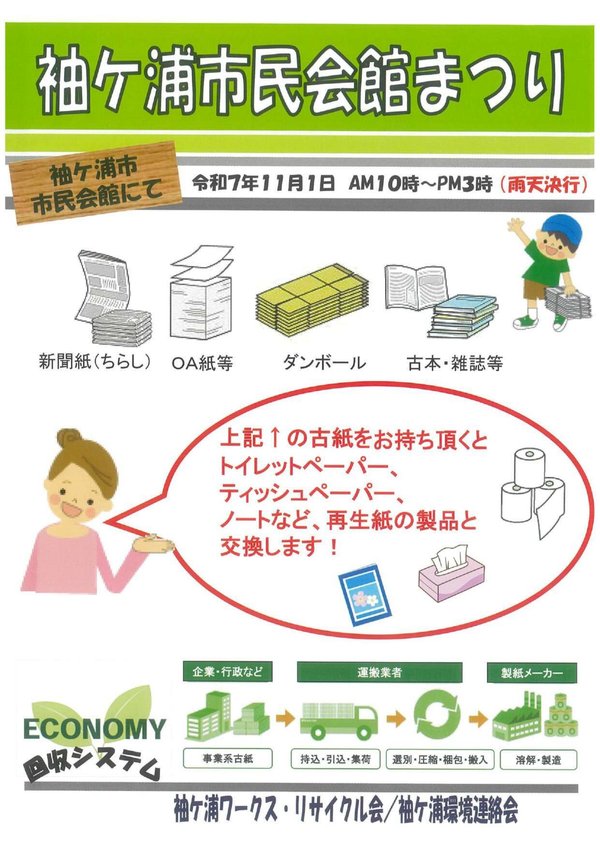 袖ケ浦市民会館まつり
袖ケ浦市
市民会館にて
令和7年11月1日 AM10時～PM3時（雨天決行）
新聞紙(ちらし) OA紙等 ダンボール 古本・雑誌等
上記↑の古紙をお持ち頂くと
トイレットペーパー、
ティッシュペーパー、
ノートなど、再生紙の製品と
交換します！
企業・行政など 運搬業者 製紙メーカー
事業系古紙 持込・引込・集荷 選別・圧縮・梱包・搬入 溶解・製造
ECONOMY
回収システム
袖ケ浦ワークス・リサイクル会/袖ケ浦環境連絡会